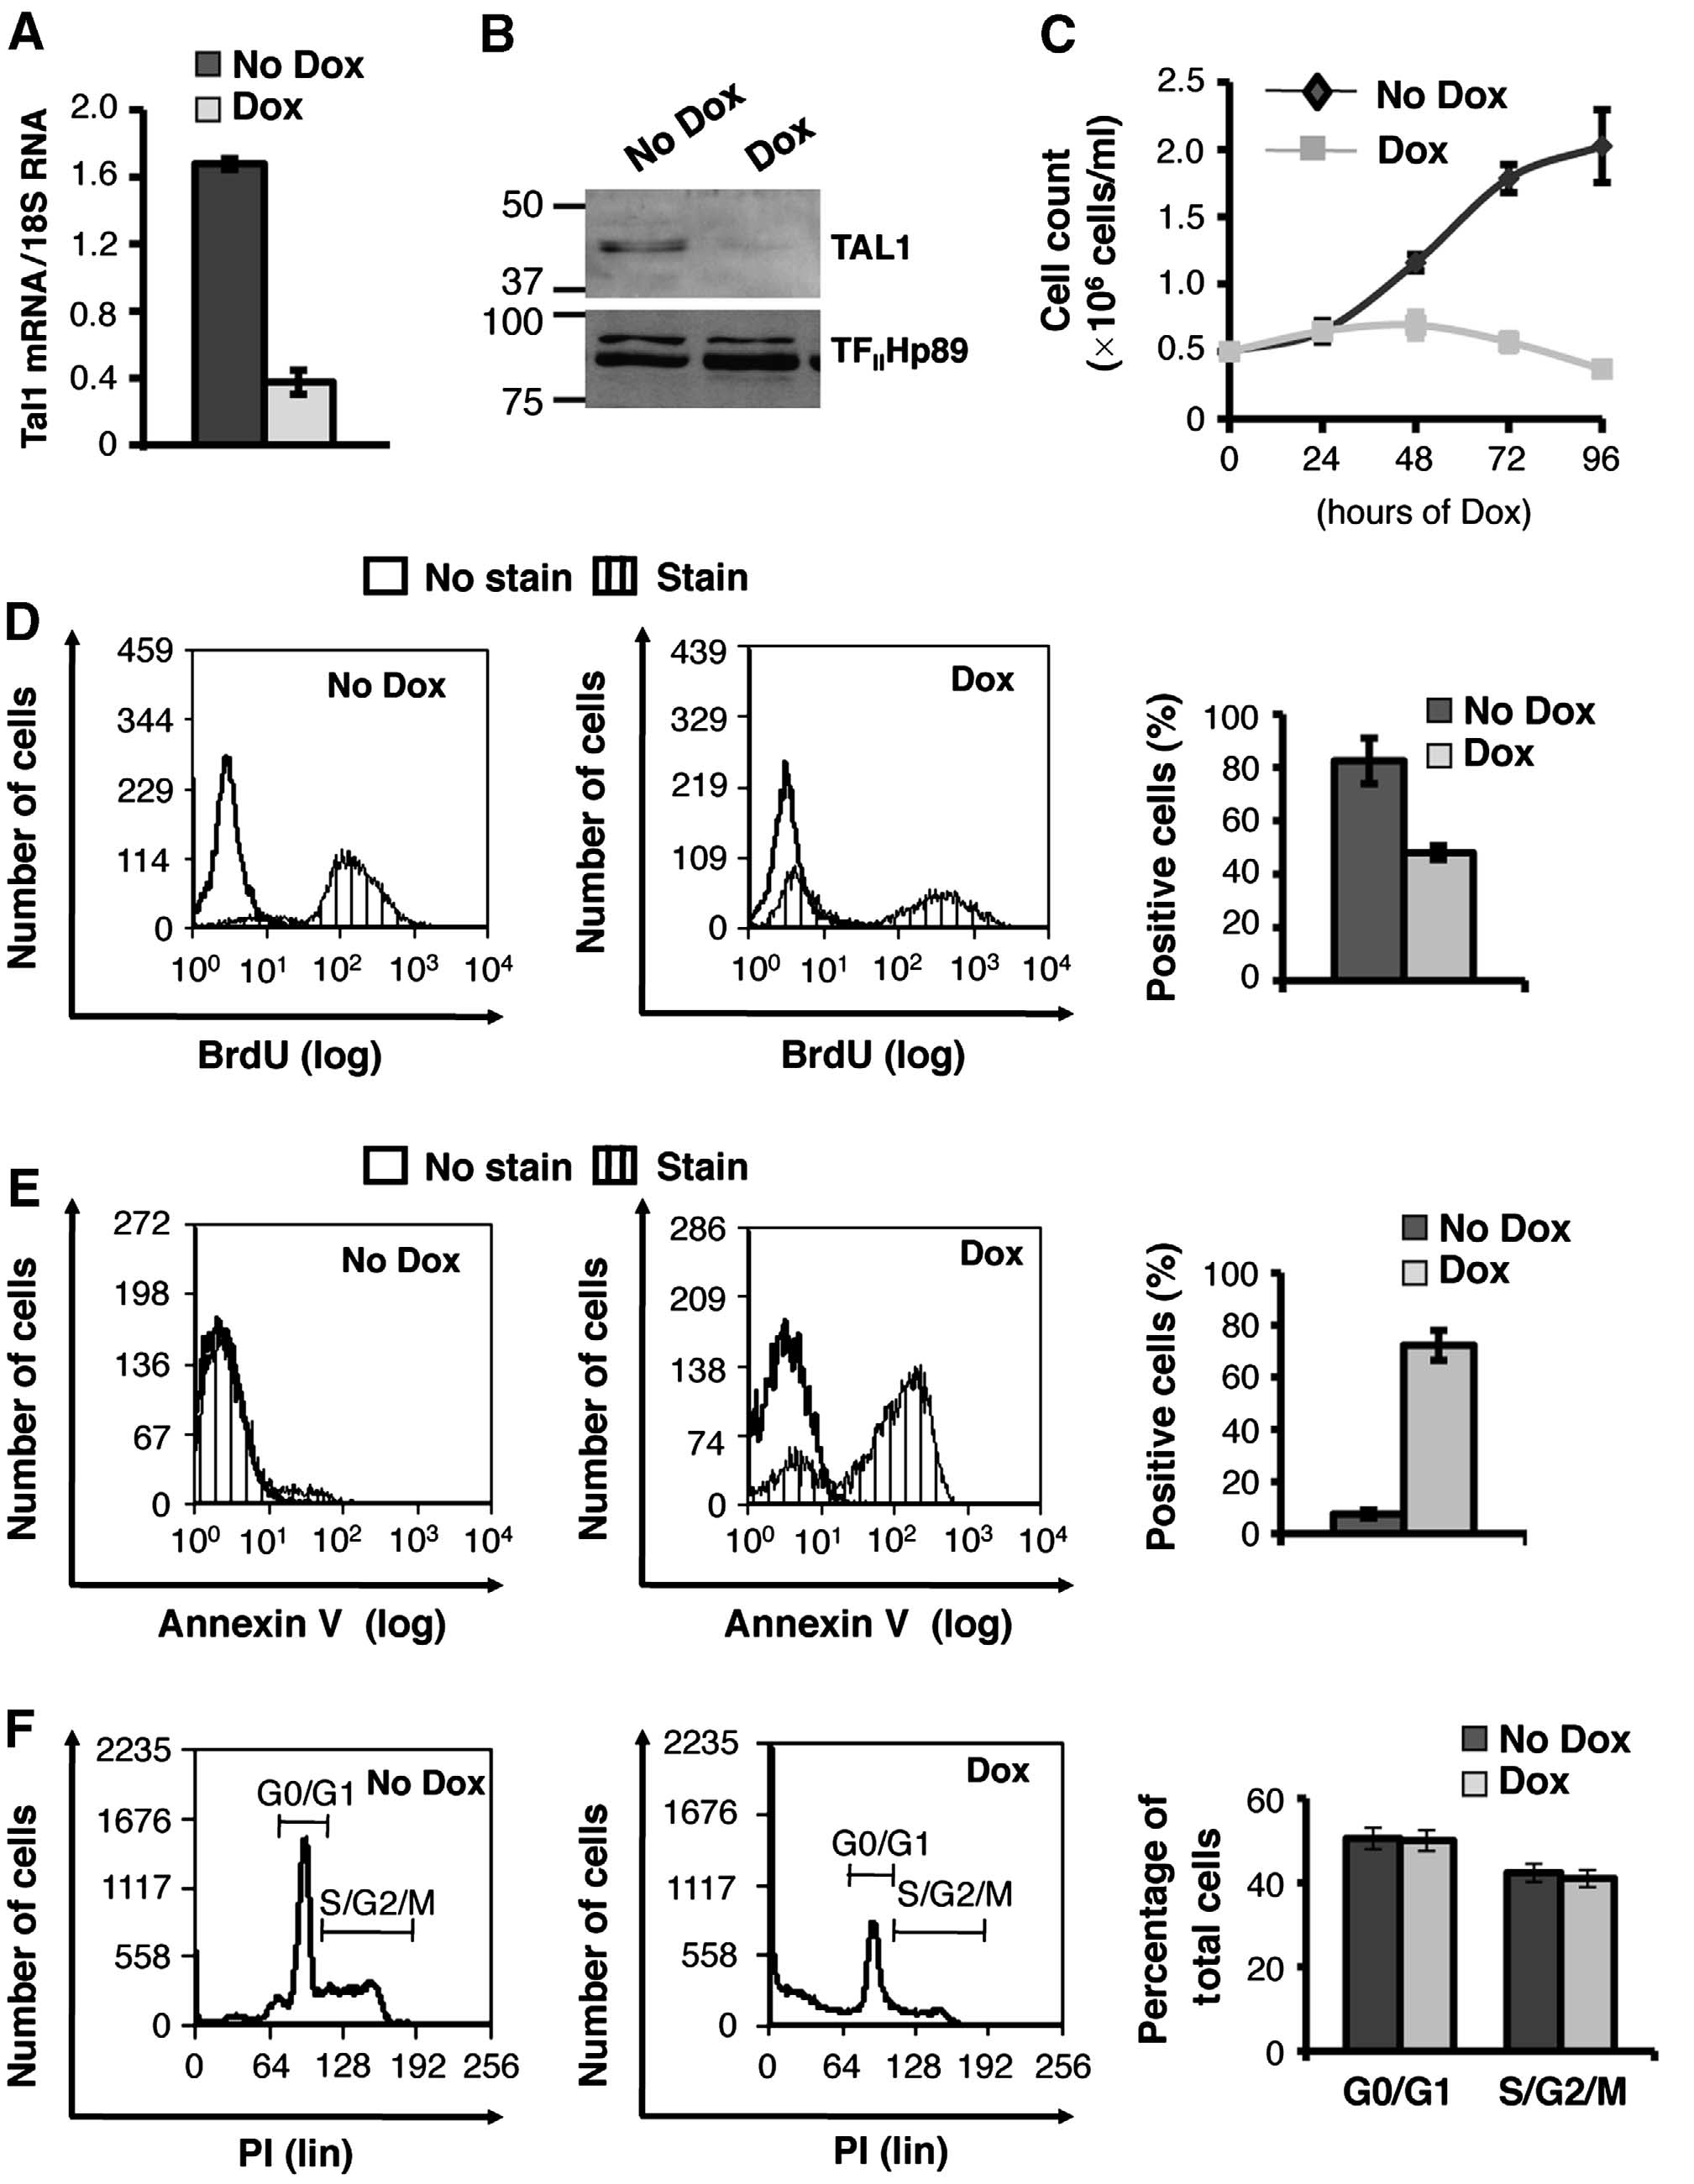 A
No Dox
Dox
Tal1 mRNA/18S RNA
2.0
1.6
1.2
0.8
0.4
0
B
No Dox
Dox
50
37
TAL1
100
75
TFIIHp89
C
No Dox
Dox
Cell count
(×10⁶ cells/ml)
2.5
2.0
1.5
1.0
0.5
0
0 24 48 72 96
(hours of Dox)
No stain Stain
D
Number of cells
459
344
229
114
0
No Dox
10⁰ 10¹ 10² 10³ 10⁴
BrdU (log)
Number of cells
439
329
219
109
0
Dox
10⁰ 10¹ 10² 10³ 10⁴
BrdU (log)
Positive cells (%)
100
80
60
40
20
0
No Dox
Dox
No stain Stain
E
Number of cells
272
198
136
67
0
No Dox
10⁰ 10¹ 10² 10³ 10⁴
Annexin V (log)
Number of cells
286
209
138
74
0
Dox
10⁰ 10¹ 10² 10³ 10⁴
Annexin V (log)
Positive cells (%)
100
80
60
40
20
0
No Dox
Dox
F
Number of cells
2235
1676
1117
558
0
G0/G1 No Dox
S/G2/M
0 64 128 192 256
PI (lin)
Number of cells
2235
1676
1117
558
0
Dox
G0/G1
S/G2/M
0 64 128 192 256
PI (lin)
Percentage of
total cells
60
40
20
0
No Dox
Dox
G0/G1 S/G2/M